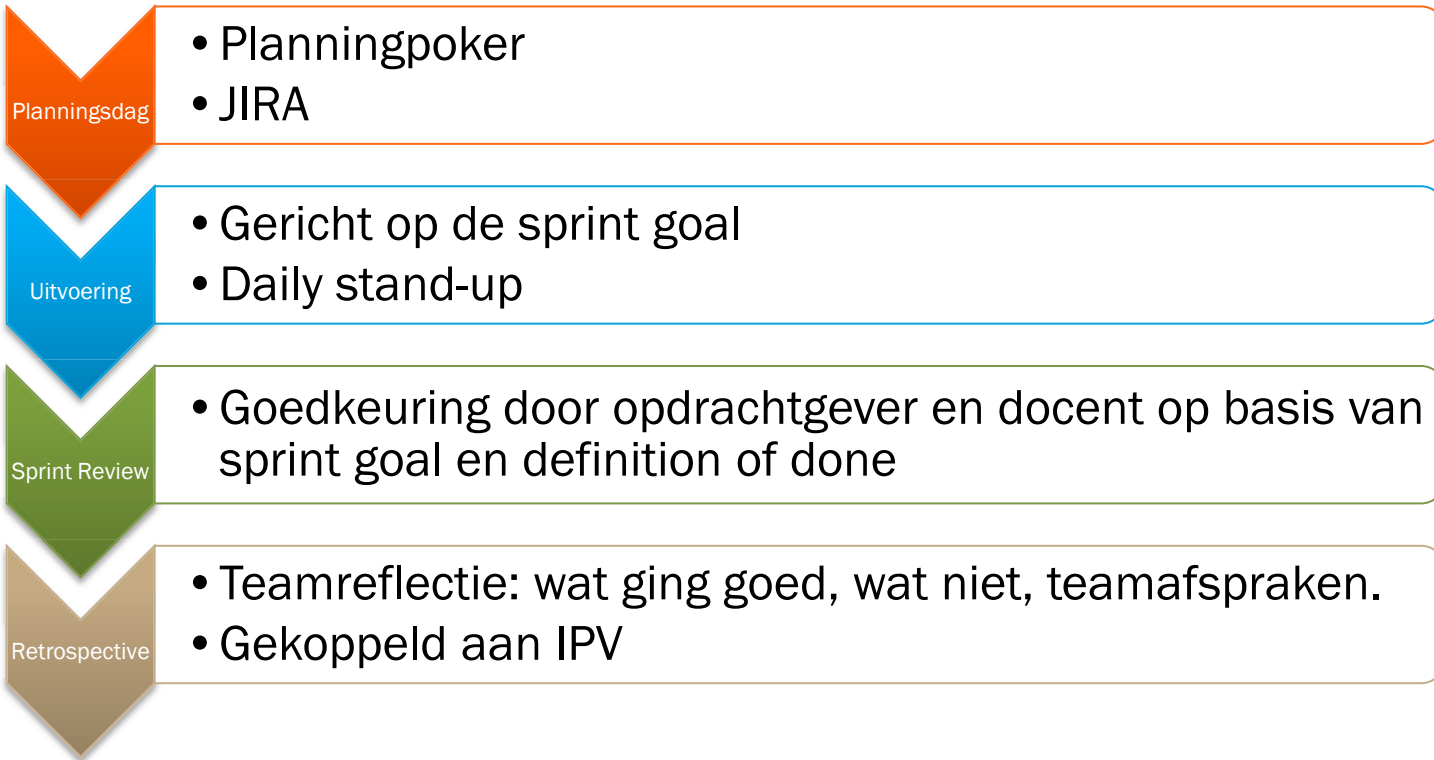 Planningsdag
• Planningpoker
• JIRA
Uitvoering
• Gericht op de sprint goal
• Daily stand-up
Sprint Review
• Goedkeuring door opdrachtgever en docent op basis van
sprint goal en definition of done
Retrospective
• Teamreflectie: wat ging goed, wat niet, teamafspraken.
• Gekoppeld aan IPV